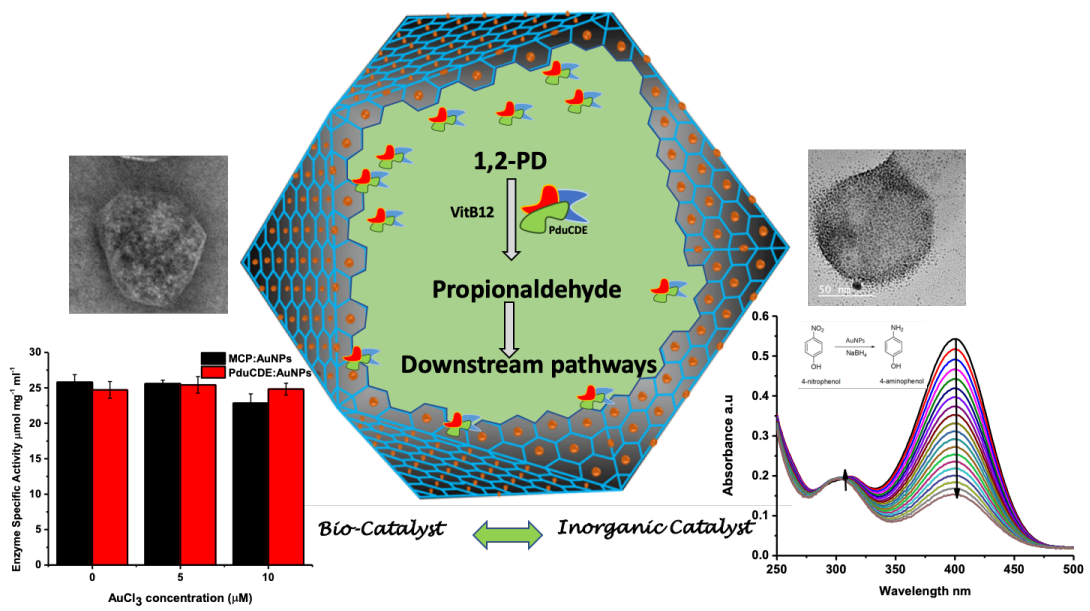 1,2-PD
VitB12
PduCDE
Propionaldehyde
Downstream pathways
Bio-Catalyst
Inorganic Catalyst
30
25
20
15
10
5
0
Enzyme Specific Activity μmol mg⁻¹ ml⁻¹
MCP:AuNPs
PduCDE:AuNPs
0 5 10
AuCl₃ concentration (μM)
50 nm
0.6
0.5
0.4
0.3
0.2
0.1
0.0
Absorbance a.u
NO₂
OH
4-nitrophenol
AuNPs
NaBH₄
NH₂
OH
4-aminophenol
250 300 350 400 450 500
Wavelength nm